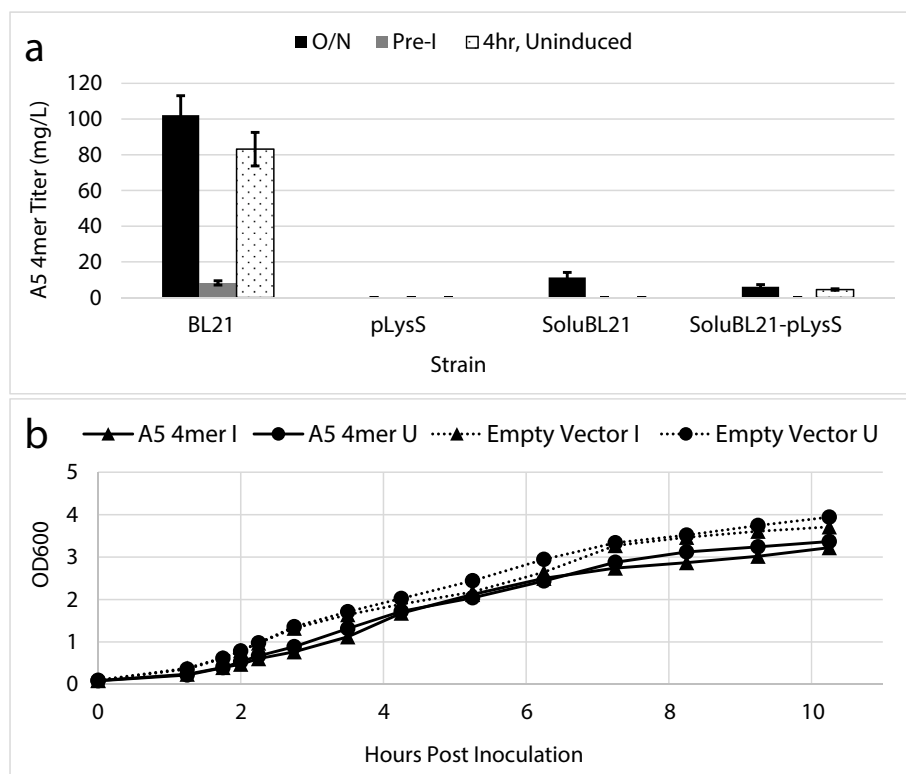 a
O/N Pre-I 4hr, Uninduced
A5 4mer Titer (mg/L)
120
100
80
60
40
20
0
BL21 pLysS SoluBL21 SoluBL21-pLysS
Strain
b
A5 4mer I A5 4mer U Empty Vector I Empty Vector U
OD600
5
4
3
2
1
0
0 2 4 6 8 10
Hours Post Inoculation